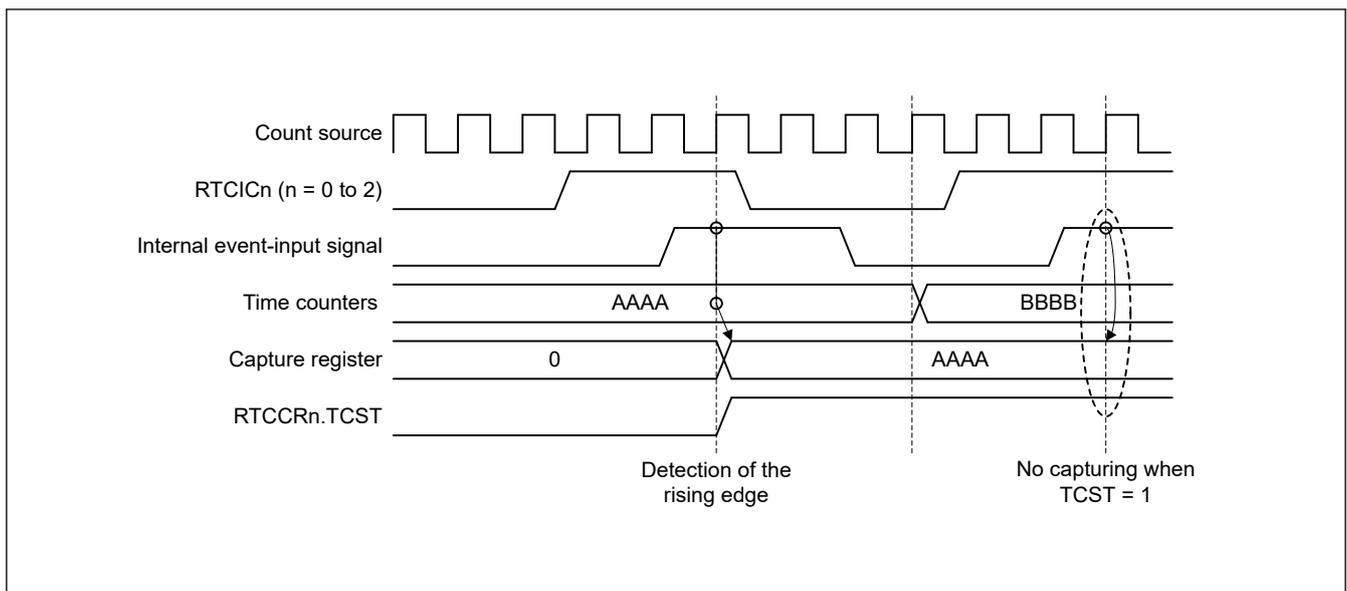 Count source
RTCICn (n = 0 to 2)
Internal event-input signal
Time counters
AAAA
BBBB
Capture register
0
AAAA
RTCCRn.TCST
Detection of the
rising edge
No capturing when
TCST = 1